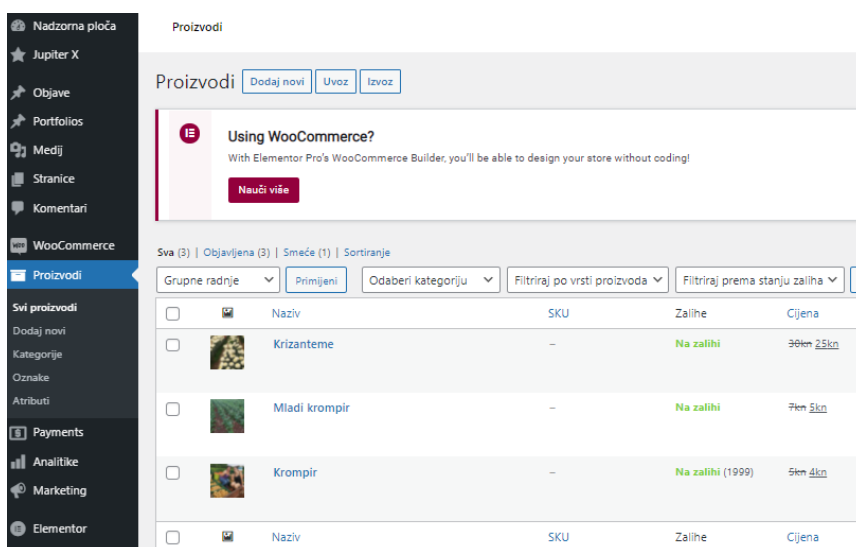 Nadzorna ploča
Jupiter X
Objave
Portfolios
Medij
Stranice
Komentari
WooCommerce
Proizvodi
Svi proizvodi
Dodaj novi
Kategorije
Oznake
Atributi
Payments
Analitike
Marketing
Elementor
Proizvodi
Proizvodi Dodaj novi Uvoz Izvoz
Using WooCommerce?
With Elementor Pro's WooCommerce Builder, you'll be able to design your store without coding!
Nauči više
Sva (3) | Objavljena (3) | Smeće (1) | Sortiranje
Grupne radnje Primijeni Odaberi kategoriju Filtriraj po vrsti proizvoda Filtriraj prema stanju zaliha
Naziv SKU Zalihe Cijena
Krizanteme – Na zalihi 30kn 25kn
Mladi krompir – Na zalihi 7kn 5kn
Krompir – Na zalihi (1999) 5kn 4kn
Naziv SKU Zalihe Cijena